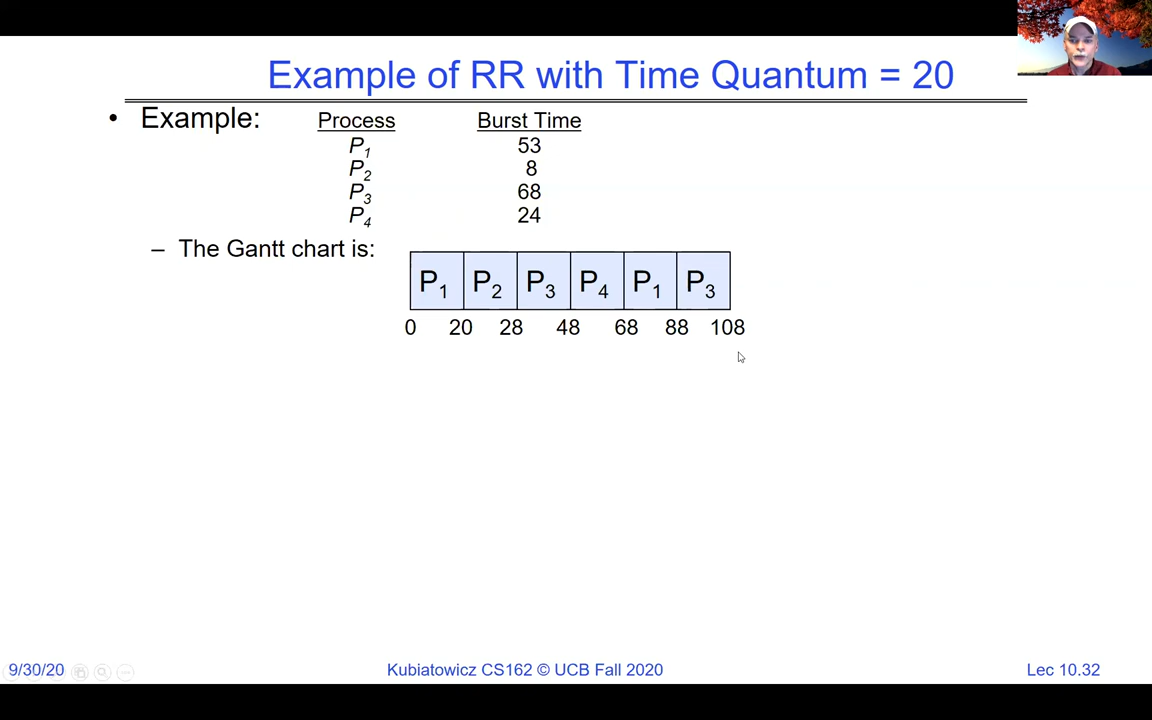 Example of RR with Time Quantum = 20
• Example: Process Burst Time
P1 53
P2 8
P3 68
P4 24
– The Gantt chart is:
P1 P2 P3 P4 P1 P3
0 20 28 48 68 88 108
9/30/20 Kubiatowicz CS162 © UCB Fall 2020 Lec 10.32